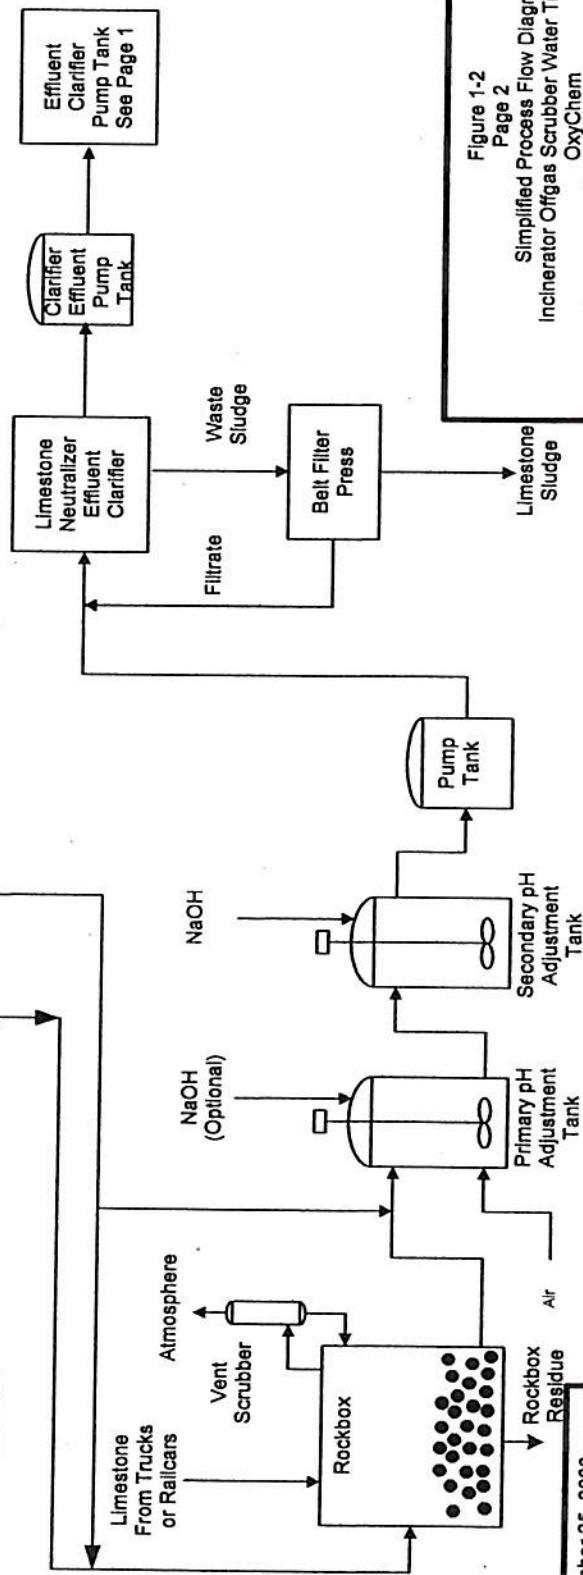 Effluent
Clarifier
Pump Tank
See Page 1
Clarifier
Effluent
Pump
Tank
Limestone
Neutralizer
Effluent
Clarifier
Waste
Sludge
Filtrate
Belt Filter
Press
Limestone
Sludge
Pump
Tank
NaOH
Secondary pH
Adjustment
Tank
NaOH
(Optional)
Primary pH
Adjustment
Tank
Air
Atmosphere
Vent
Scrubber
Limestone
From Trucks
or Railcars
Rockbox
Rockbox
Residue
Figure 1-2
Page 2
Simplified Process Flow Diagr
Incinerator Offgas Scrubber Water
OxyChem